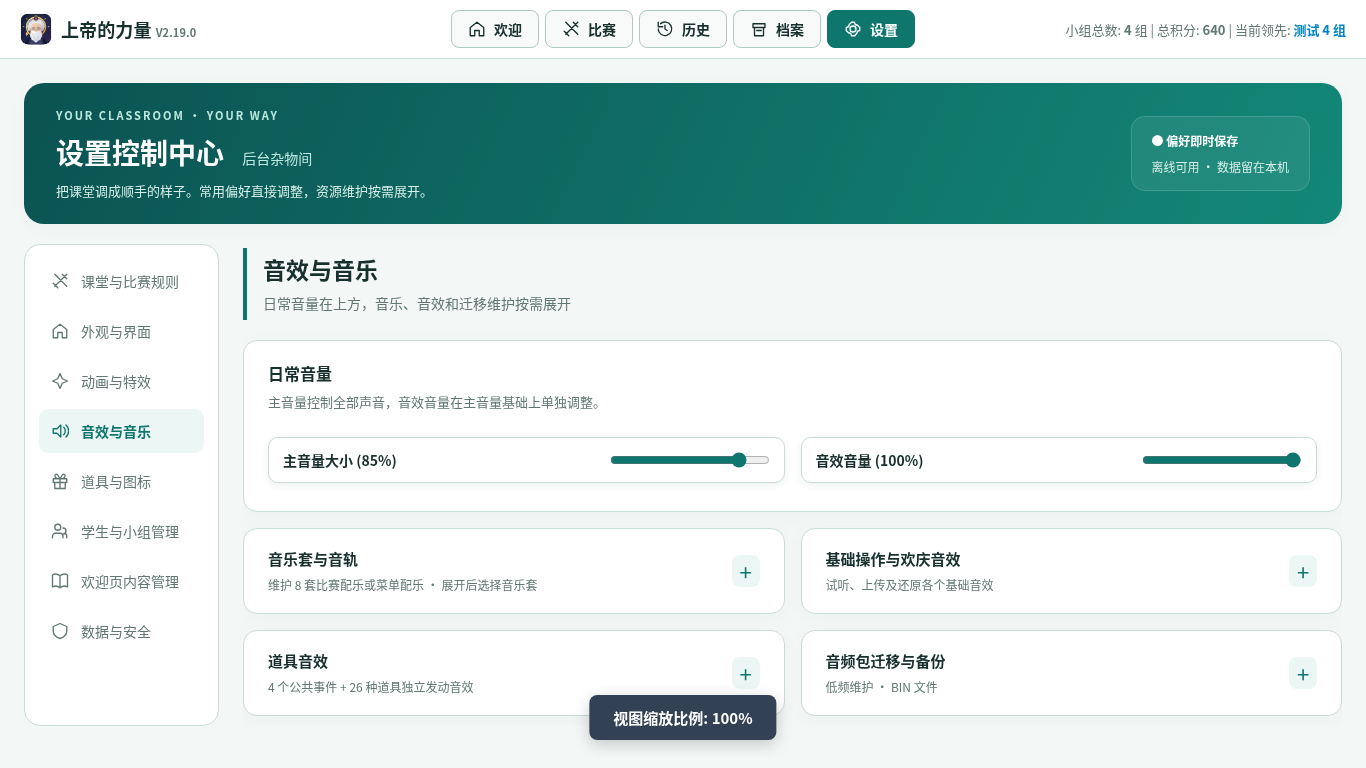 上帝的力量 V2.19.0
欢迎
比赛
历史
档案
设置
小组总数: 4 组 | 总积分: 640 | 当前领先: 测试 4 组
YOUR CLASSROOM · YOUR WAY
设置控制中心 后台杂物间
把课堂调成顺手的样子。常用偏好直接调整，资源维护按需展开。
偏好即时保存
离线可用 · 数据留在本机
课堂与比赛规则
外观与界面
动画与特效
音效与音乐
道具与图标
学生与小组管理
欢迎页内容管理
数据与安全
音效与音乐
日常音量在上方，音乐、音效和迁移维护按需展开
日常音量
主音量控制全部声音，音效音量在主音量基础上单独调整。
主音量大小 (85%)
音效音量 (100%)
音乐套与音轨
维护 8 套比赛配乐或菜单配乐 · 展开后选择音乐套
基础操作与欢庆音效
试听、上传及还原各个基础音效
道具音效
4 个公共事件 + 26 种道具独立发动音效
音频包迁移与备份
低频维护 · BIN 文件
视图缩放比例: 100%